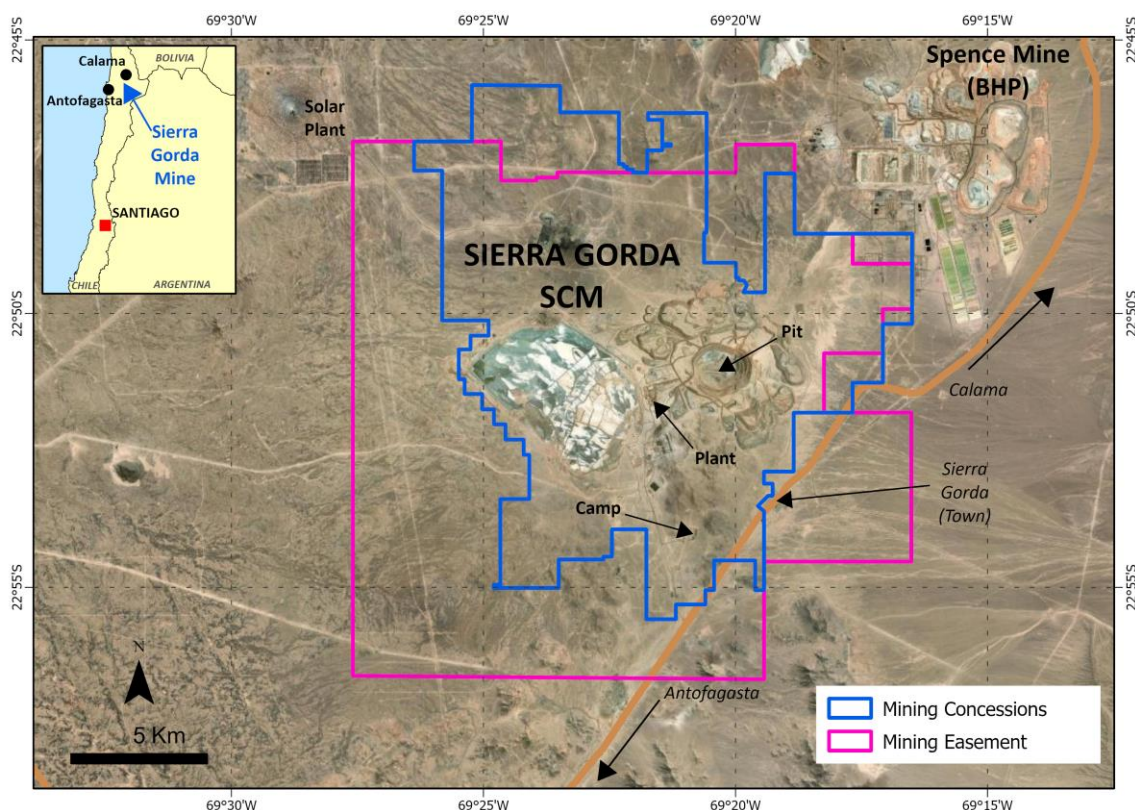 69°30'W
69°25'W
69°20'W
69°15'W
22°45'S
22°45'S
Calama
BOLIVIA
Antofagasta
Sierra
Gorda
Mine
SANTIAGO
CHILE
ARGENTINA
Solar
Plant
Spence Mine
(BHP)
SIERRA GORDA
SCM
22°50'S
22°50'S
Pit
Calama
Plant
Sierra
Gorda
(Town)
Camp
22°55'S
22°55'S
N
Antofagasta
5 Km
Mining Concessions
Mining Easement
69°30'W
69°25'W
69°20'W
69°15'W